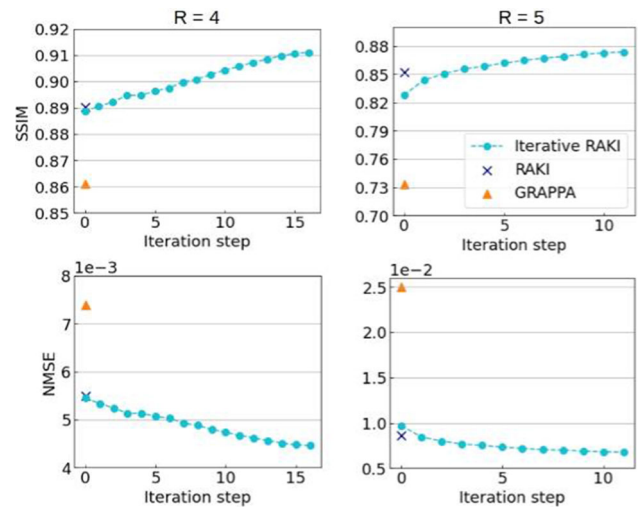 R = 4
R = 5
0.92
0.91
0.90
0.89
0.88
0.87
0.86
0.85
SSIM
0 5 10 15
Iteration step
0.88
0.85
0.82
0.79
0.76
0.73
0.70
Iterative RAKI
RAKI
GRAPPA
0 10
Iteration step
1e−3
8
7
6
5
4
NMSE
0 5 10 15
Iteration step
1e−2
2.5
2.0
1.5
1.0
0.5
0 5 10
Iteration step